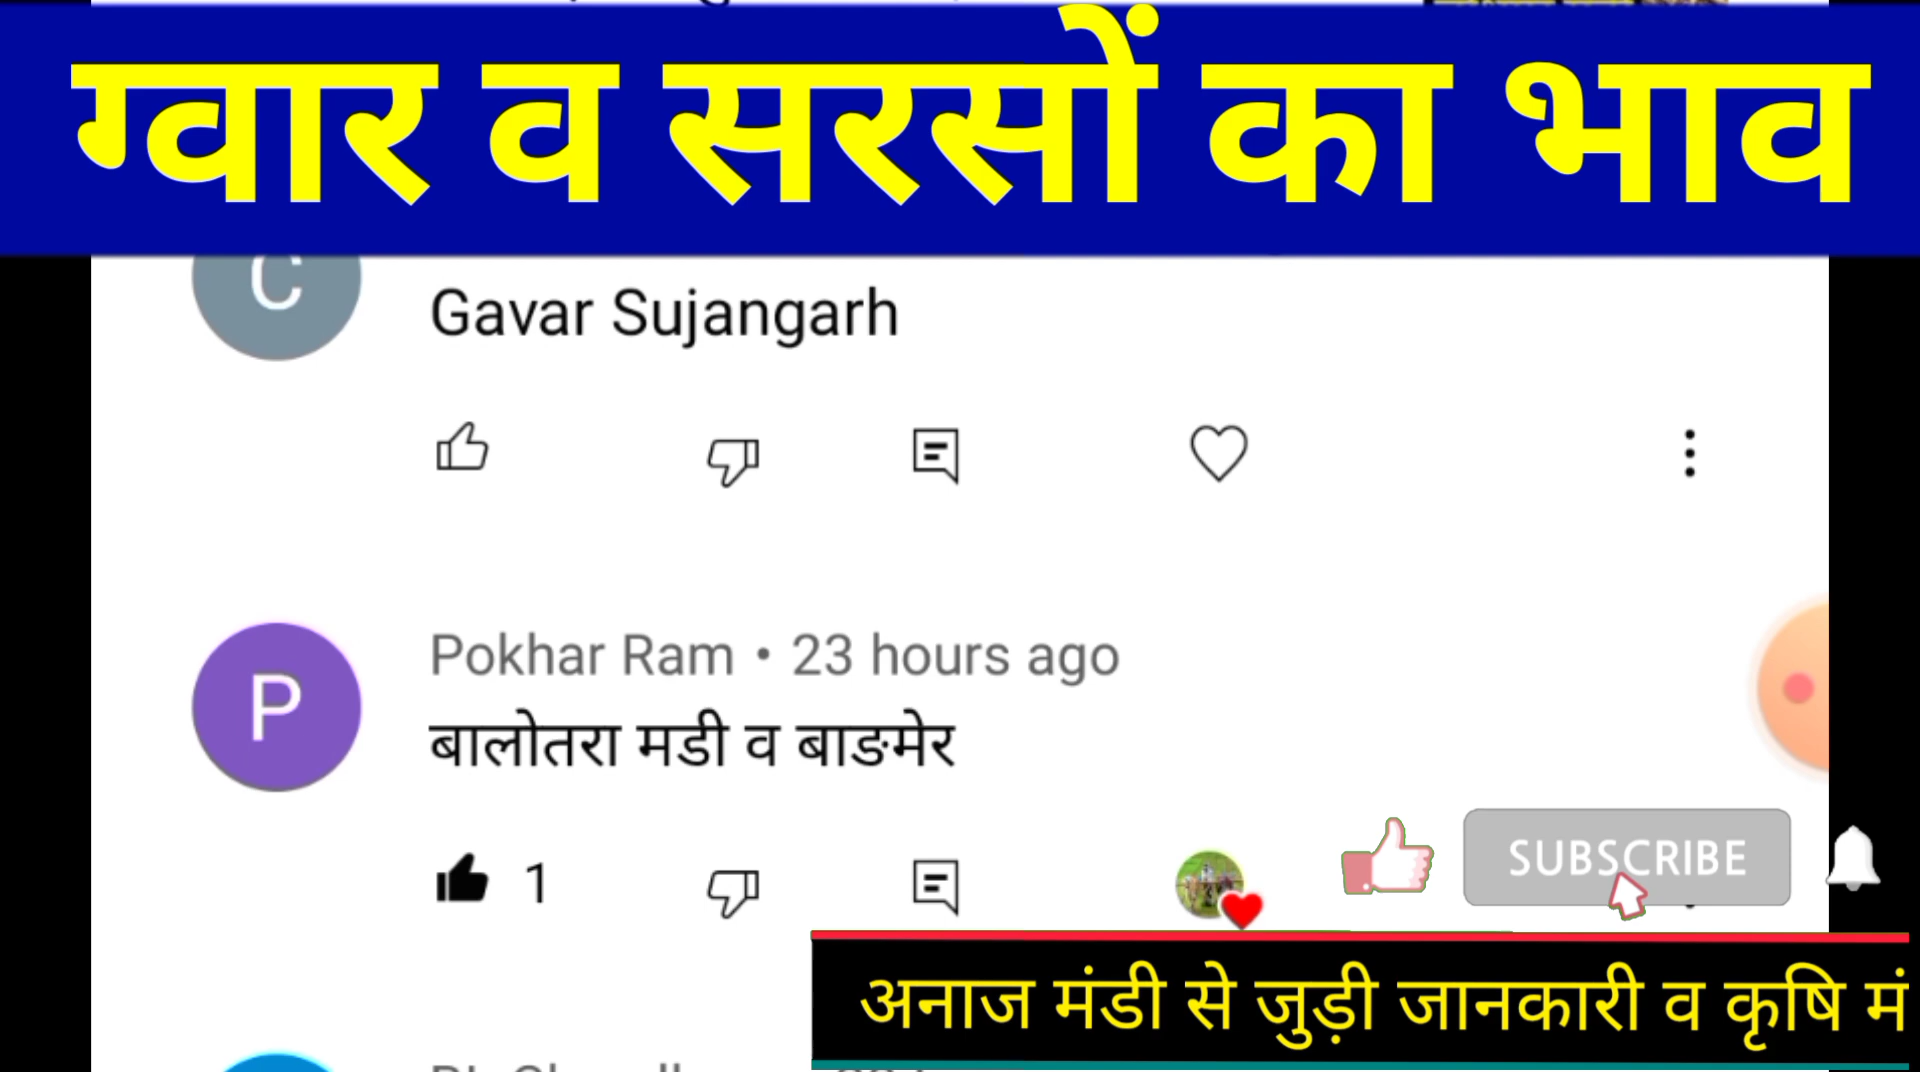 ग्वार व सरसों का भाव
C
Gavar Sujangarh
P
Pokhar Ram • 23 hours ago
बालोतरा मडी व बाङमेर
1
SUBSCRIBE
अनाज मंडी से जुड़ी जानकारी व कृषि मं